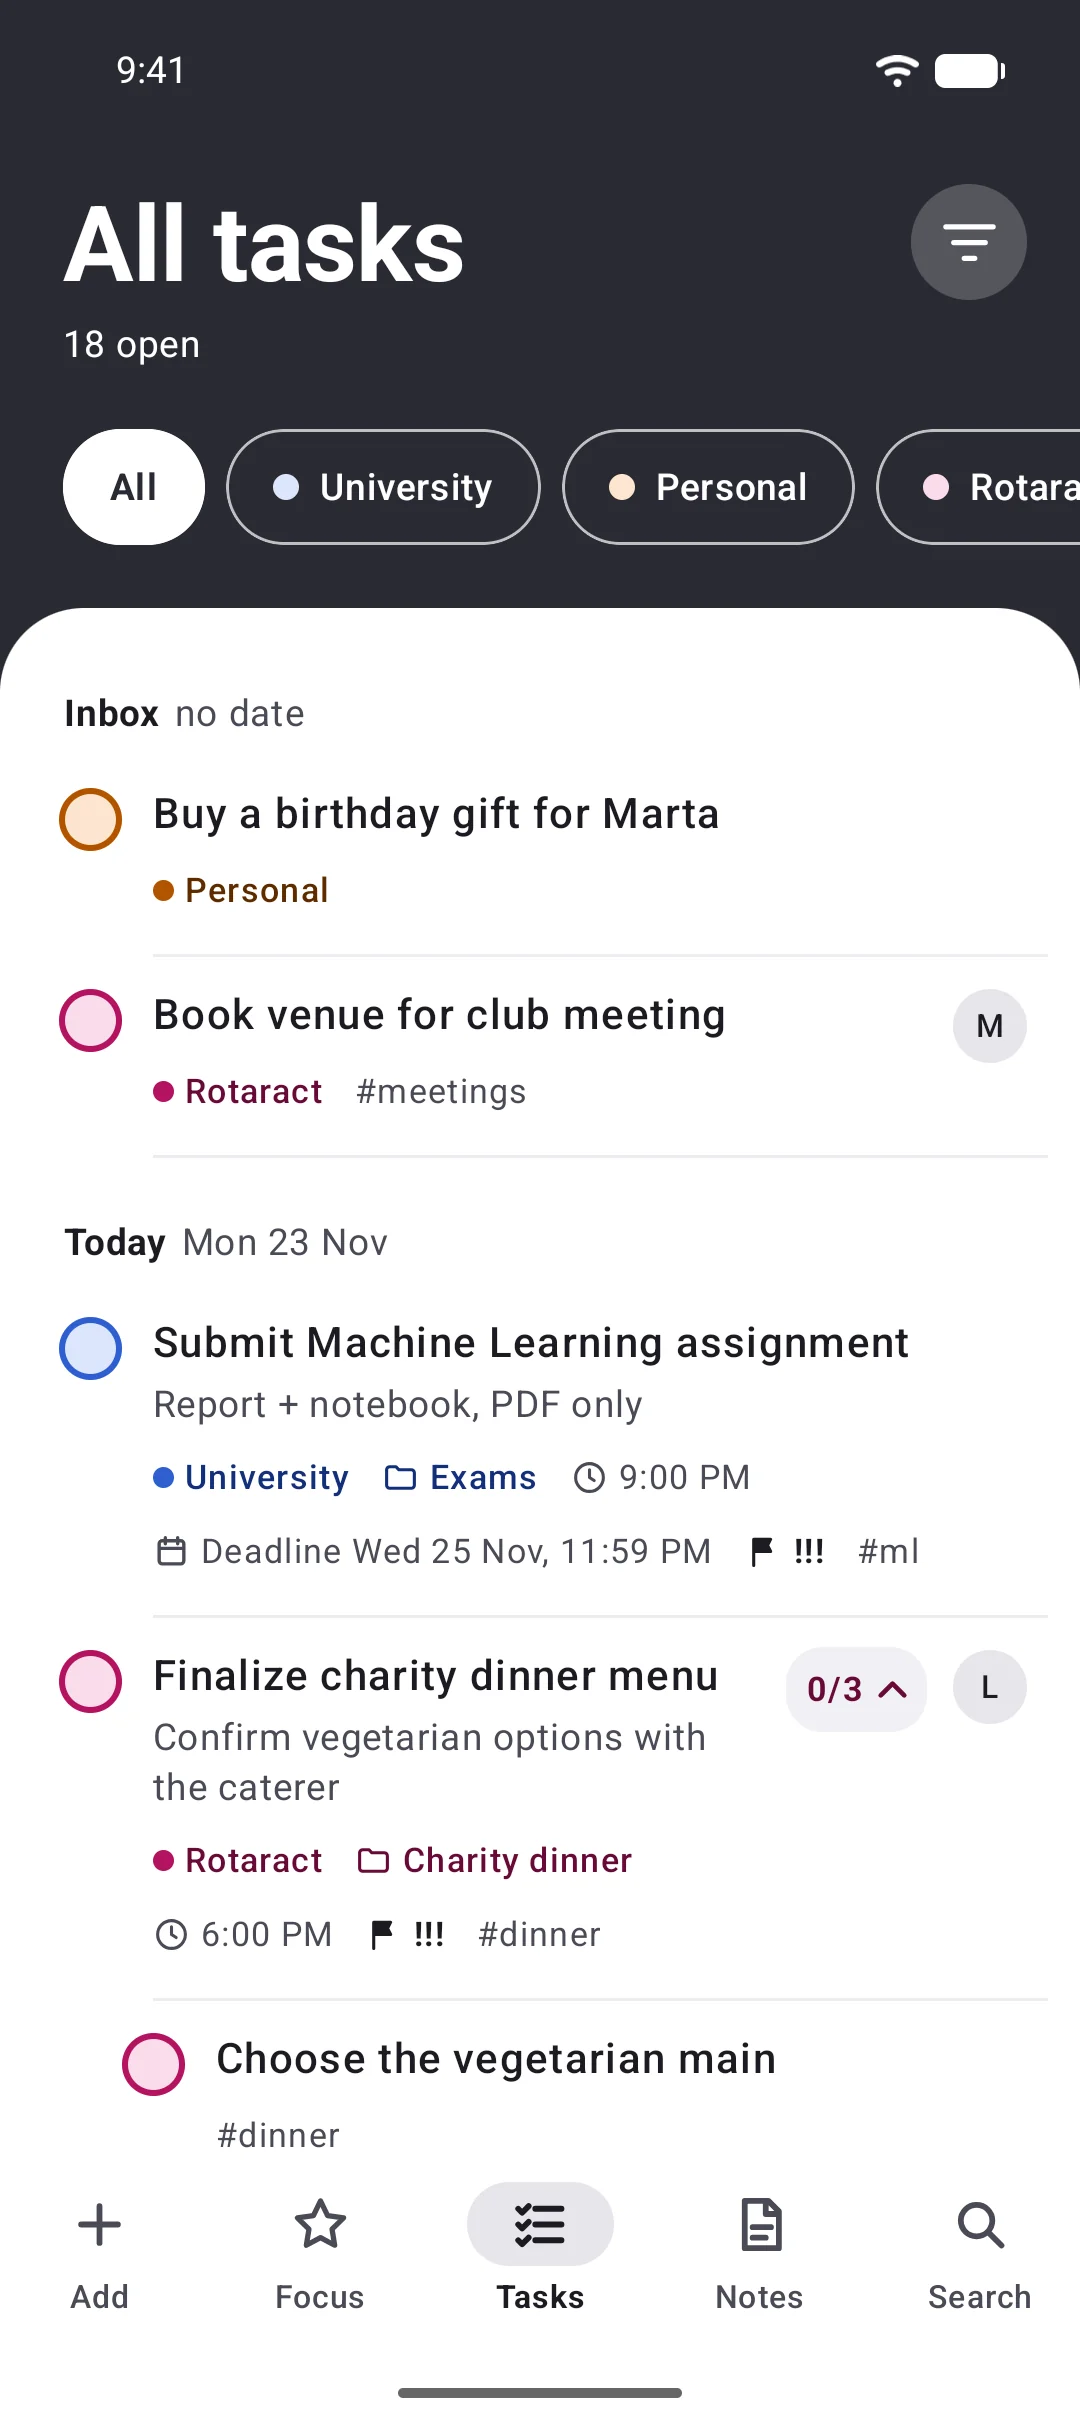 9:41
All tasks
18 open
All
University
Personal
Rotara
Inbox no date
Buy a birthday gift for Marta
Personal
Book venue for club meeting
M
Rotaract #meetings
Today Mon 23 Nov
Submit Machine Learning assignment
Report + notebook, PDF only
University Exams 9:00 PM
Deadline Wed 25 Nov, 11:59 PM !!! #ml
Finalize charity dinner menu
0/3
L
Confirm vegetarian options with
the caterer
Rotaract Charity dinner
6:00 PM !!! #dinner
Choose the vegetarian main
#dinner
Add
Focus
Tasks
Notes
Search